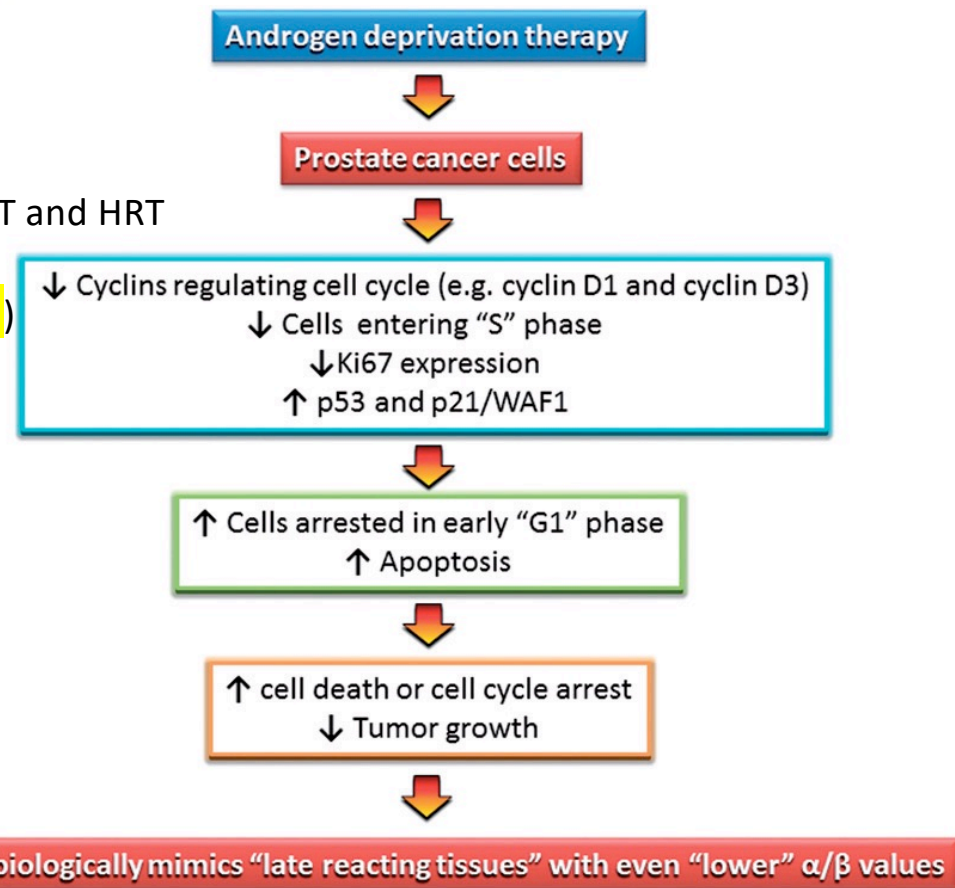 Androgen deprivation therapy
Prostate cancer cells
T and HRT
↓ Cyclins regulating cell cycle (e.g. cyclin D1 and cyclin D3)
)
↓ Cells entering “S” phase
↓Ki67 expression
↑ p53 and p21/WAF1
↑ Cells arrested in early “G1” phase
↑ Apoptosis
↑ cell death or cell cycle arrest
↓ Tumor growth
biologically mimics “late reacting tissues” with even “lower” α/β values